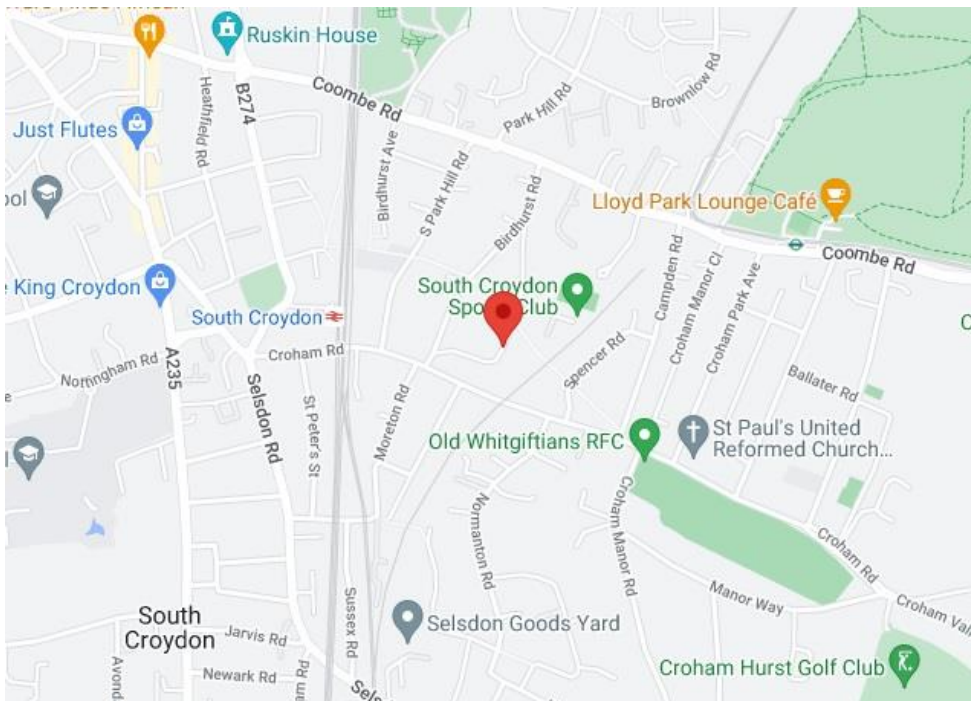 Ruskin House
Coombe Rd
Heathfield Rd
B274
Just Flutes
Park Hill Rd
Brownlow Rd
Birdhurst Ave
S Park Hill Rd
Birdhurst Rd
Lloyd Park Lounge Café
Coombe Rd
Campden Rd
Croham Manor Cl
Croham Park Ave
South Croydon
Club
King Croydon
South Croydon
Croham Rd
Nottingham Rd
A235
Selsdon Rd
St Peter's St
Moreton Rd
Spencer Rd
Ballater Rd
Old Whitgiftians RFC
St Paul's United
Reformed Church...
Normanton Rd
Croham Manor Rd
Croham Rd
Manor Way
Sussex Rd
South
Croydon
Jarvis Rd
Newark Rd
Selsdon Goods Yard
Croham Hurst Golf Club